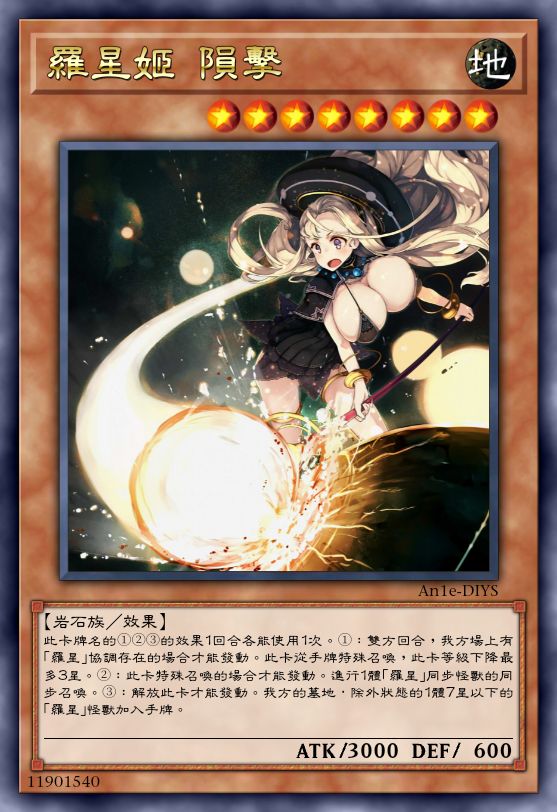 羅星姬 隕擊
地
An1e-DIYS
【岩石族／效果】
此卡牌名的①②③的效果1回合各能使用1次。①：雙方回合，我方場上有
「羅星」協調存在的場合才能發動。此卡從手牌特殊召喚，此卡等級下降最
多3星。②：此卡特殊召喚的場合才能發動。進行1體「羅星」同步怪獸的同
步召喚。③：解放此卡才能發動。我方的墓地・除外狀態的1體7星以下的
「羅星」怪獸加入手牌。
ATK/3000 DEF/ 600
11901540